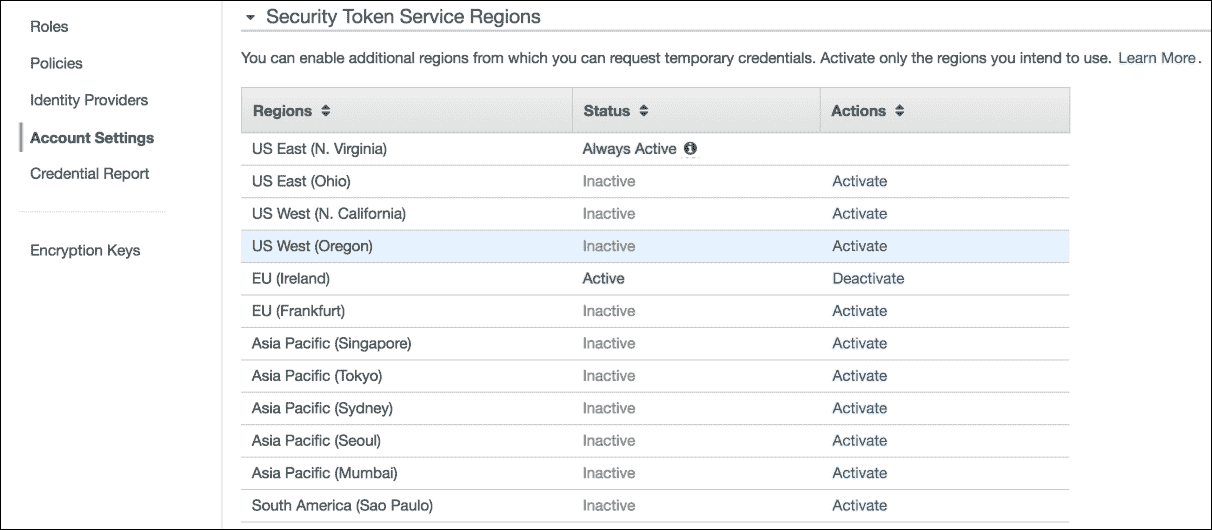 Roles
Policies
Identity Providers
Account Settings
Credential Report
Encryption Keys
Security Token Service Regions
You can enable additional regions from which you can request temporary credentials. Activate only the regions you intend to use. Learn More.
Regions Status Actions
US East (N. Virginia) Always Active
US East (Ohio) Inactive Activate
US West (N. California) Inactive Activate
US West (Oregon) Inactive Activate
EU (Ireland) Active Deactivate
EU (Frankfurt) Inactive Activate
Asia Pacific (Singapore) Inactive Activate
Asia Pacific (Tokyo) Inactive Activate
Asia Pacific (Sydney) Inactive Activate
Asia Pacific (Seoul) Inactive Activate
Asia Pacific (Mumbai) Inactive Activate
South America (Sao Paulo) Inactive Activate